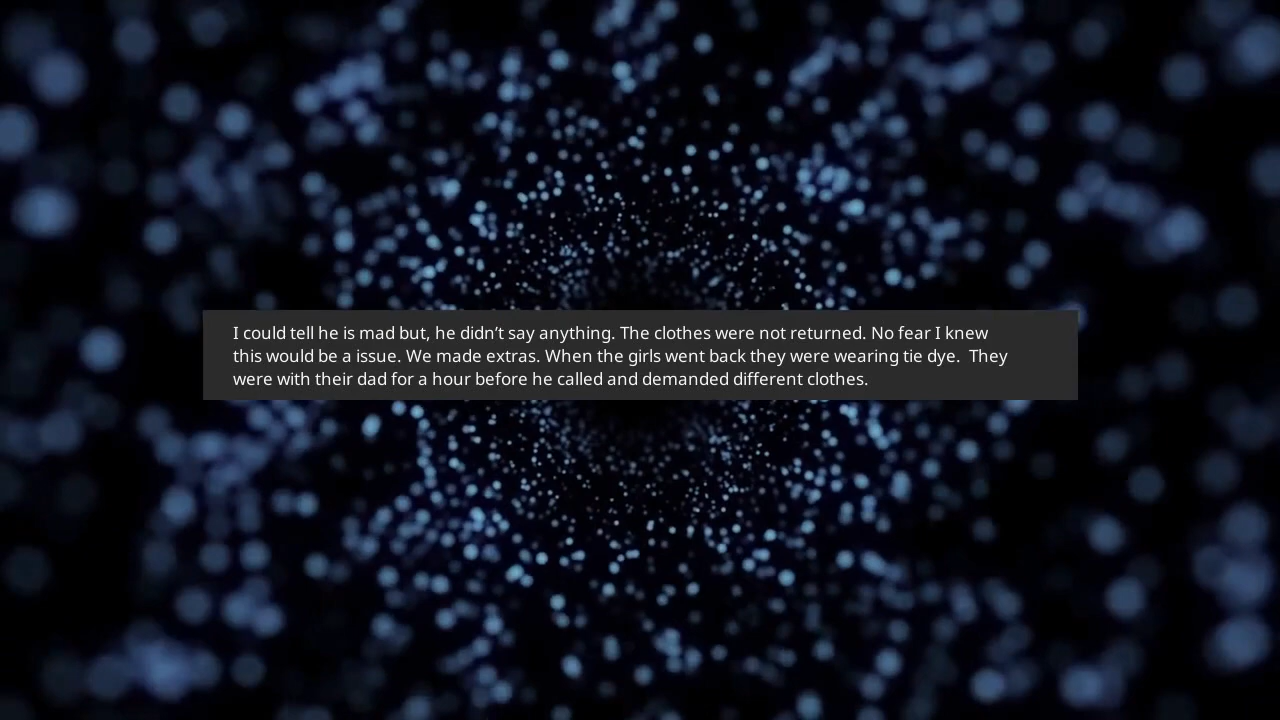 I could tell he is mad but, he didn’t say anything. The clothes were not returned. No fear I knew
this would be a issue. We made extras. When the girls went back they were wearing tie dye.  They
were with their dad for a hour before he called and demanded different clothes.